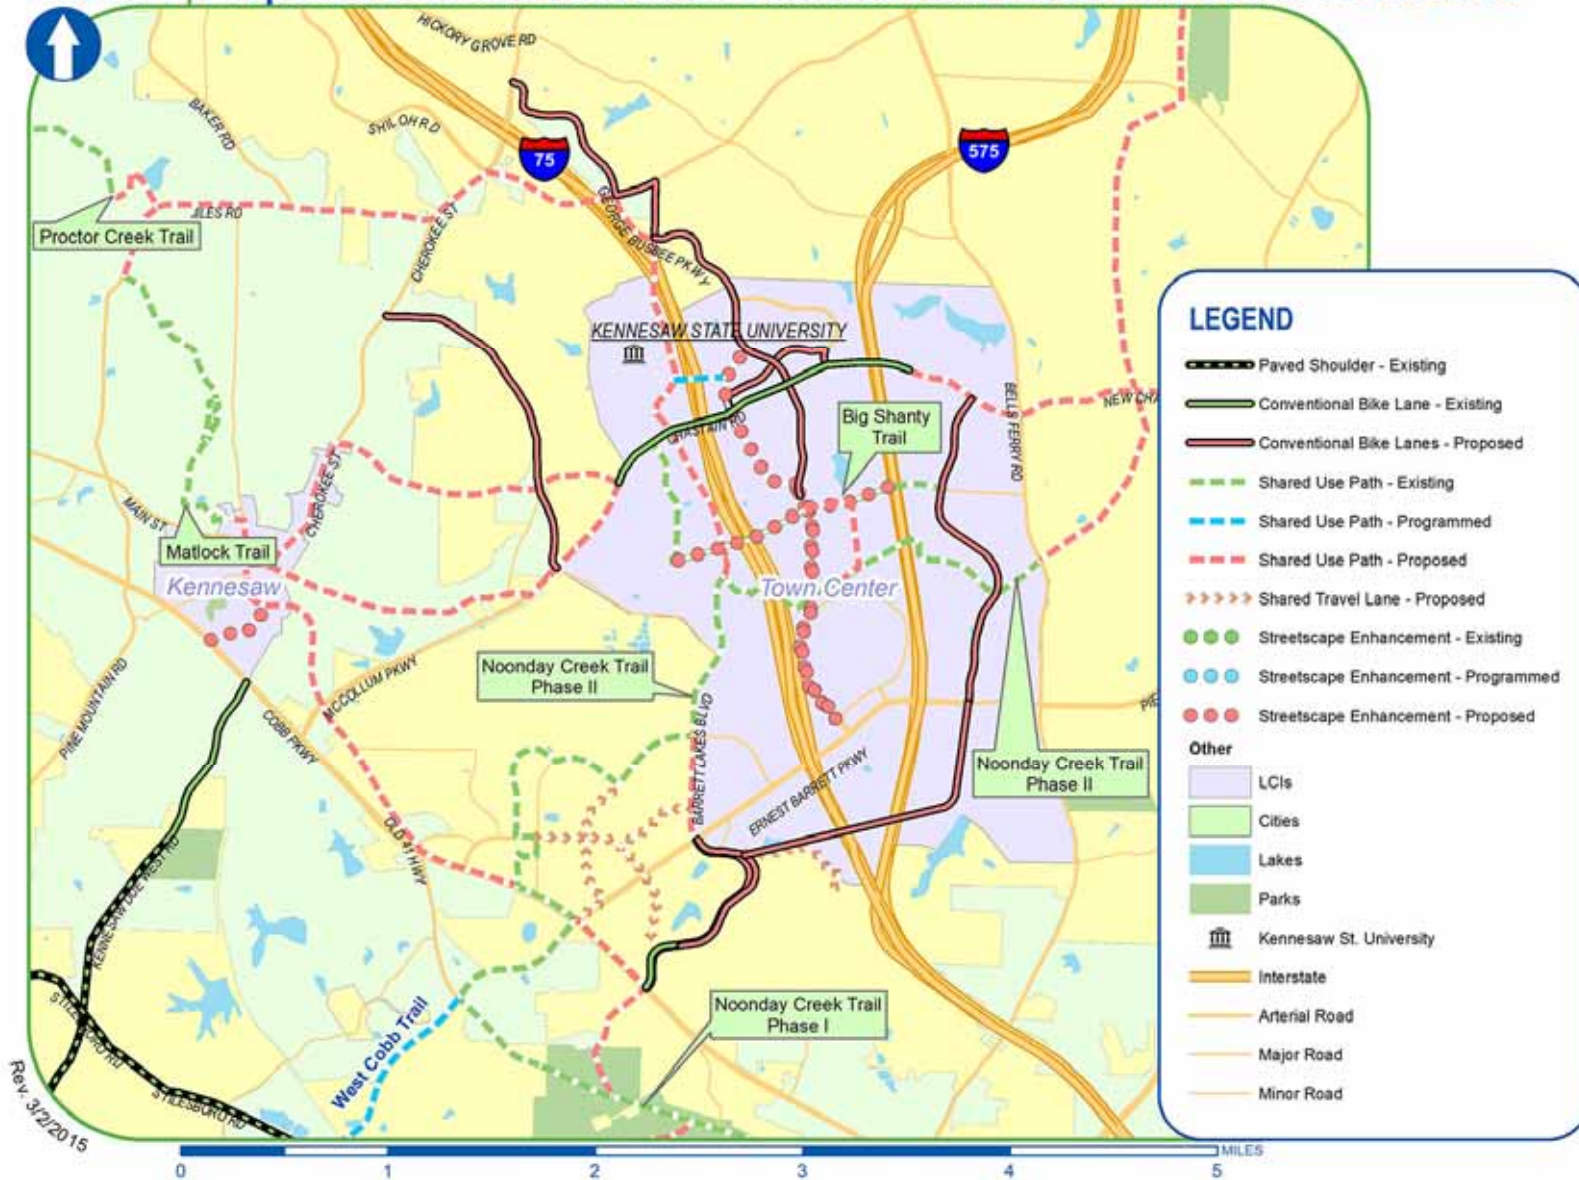 HICKORY GROVE RD
BAKER RD
SHILOH RD
75
575
JILES RD
Proctor Creek Trail
CHEROKEE ST
GEORGE BUSBEE PKWY
KENNESAW STATE UNIVERSITY
CHASTAIN RD
Big Shanty
Trail
BELLS FERRY RD
NEW CHA
MAIN ST
CHEROKEE ST
Matlock Trail
Kennesaw
Town Center
PINE MOUNTAIN RD
MCCOLLUM PKWY
COBB PKWY
Noonday Creek Trail
Phase II
BARRETT LAKES BLVD
ERNEST BARRETT PKWY
Noonday Creek Trail
Phase II
PIE
OLD 41 HWY
KENNESAW DUE WEST RD
STILESBORO RD
STILESBORO RD
West Cobb Trail
Noonday Creek Trail
Phase I
Rev. 3/2/2015
0 1 2 3 4 5 MILES
LEGEND
Paved Shoulder - Existing
Conventional Bike Lane - Existing
Conventional Bike Lanes - Proposed
Shared Use Path - Existing
Shared Use Path - Programmed
Shared Use Path - Proposed
Shared Travel Lane - Proposed
Streetscape Enhancement - Existing
Streetscape Enhancement - Programmed
Streetscape Enhancement - Proposed
Other
LCIs
Cities
Lakes
Parks
Kennesaw St. University
Interstate
Arterial Road
Major Road
Minor Road